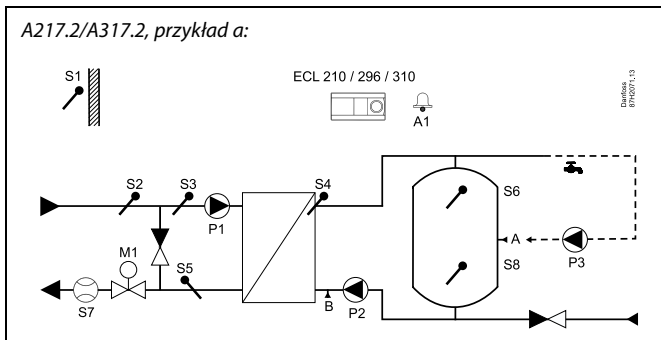 A217.2/A317.2, przykład a:
S1
ECL 210 / 296 / 310
A1
Danfoss
87H2071.13
S2
S3
S4
S6
P1
A
M1
S5
S8
P3
S7
B
P2